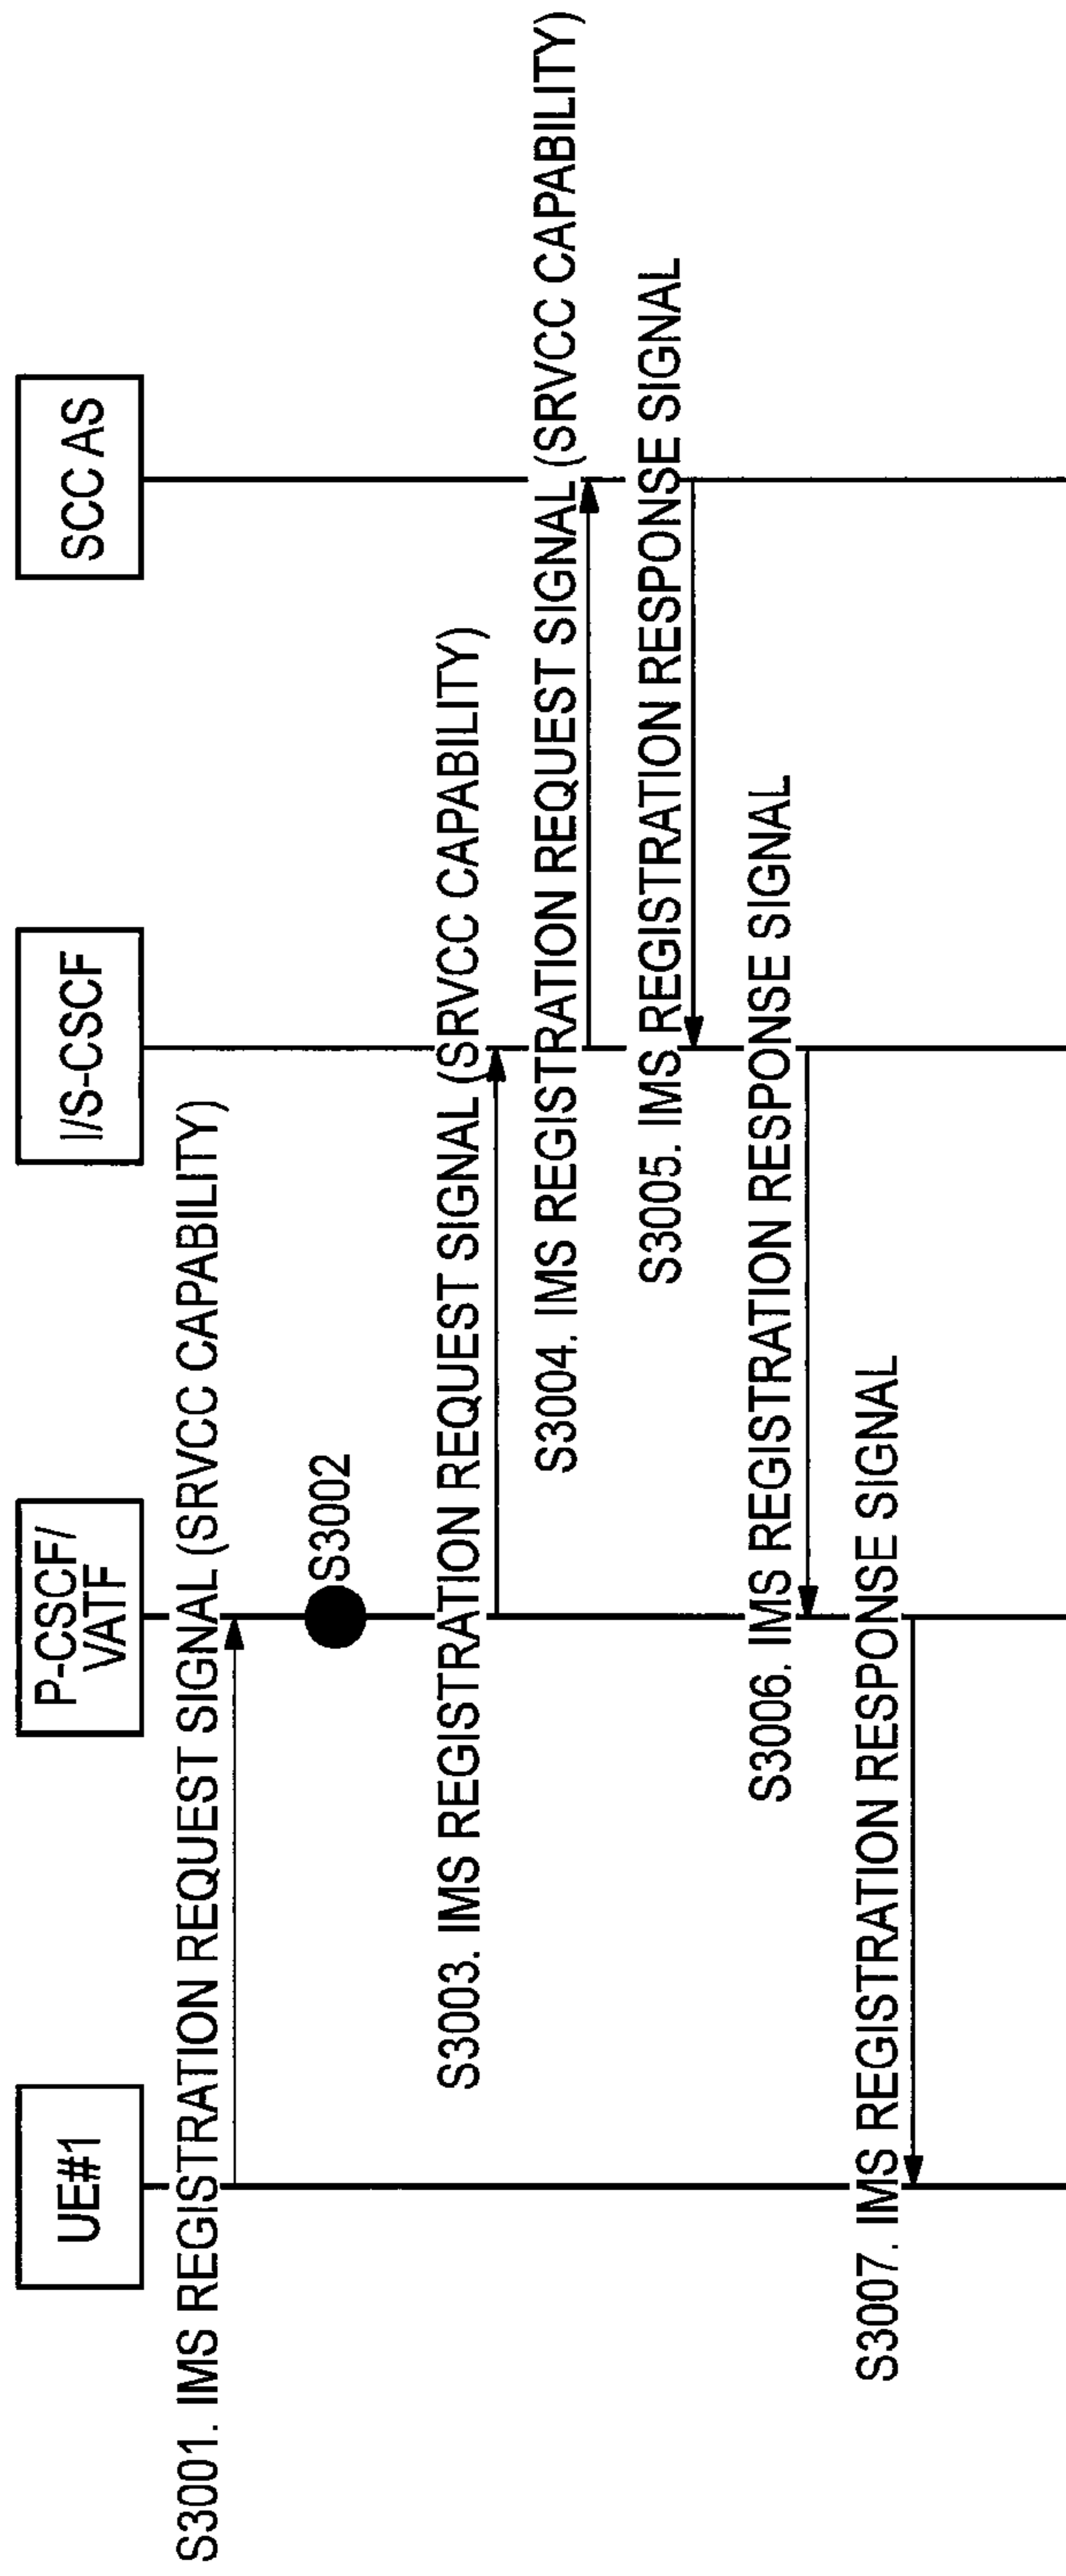 UE#1
P-CSCF/
VATF
I/S-CSCF
SCC AS
S3001. IMS REGISTRATION REQUEST SIGNAL (SRVCC CAPABILITY)
S3002
S3003. IMS REGISTRATION REQUEST SIGNAL (SRVCC CAPABILITY)
S3004. IMS REGISTRATION REQUEST SIGNAL (SRVCC CAPABILITY)
S3005. IMS REGISTRATION RESPONSE SIGNAL
S3006. IMS REGISTRATION RESPONSE SIGNAL
S3007. IMS REGISTRATION RESPONSE SIGNAL